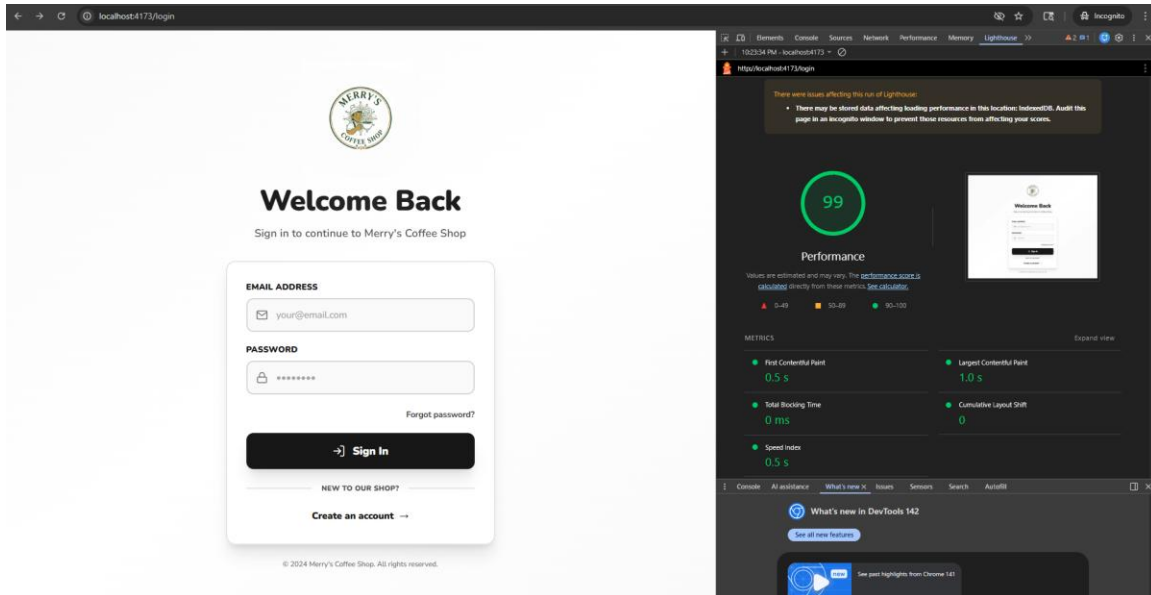 localhost:4173/login
Incognito
MERRY'S
COFFEE SHOP
Welcome Back
Sign in to continue to Merry's Coffee Shop
EMAIL ADDRESS
your@email.com
PASSWORD
••••••••
Forgot password?
Sign In
NEW TO OUR SHOP?
Create an account →
© 2024 Merry's Coffee Shop. All rights reserved.
Elements Console Sources Network Performance Memory Lighthouse 2 1
10:23:34 PM - localhost:4173
http://localhost:4173/login
There were issues affecting this run of Lighthouse:
• There may be stored data affecting loading performance in this location: IndexedDB. Audit this
page in an incognito window to prevent those resources from affecting your scores.
99
Performance
Values are estimated and may vary. The performance score is
calculated directly from these metrics. See calculator.
0–49 50–89 90–100
Welcome Back
Sign In
METRICS Expand view
First Contentful Paint
0.5 s
Largest Contentful Paint
1.0 s
Total Blocking Time
0 ms
Cumulative Layout Shift
0
Speed Index
0.5 s
Console AI assistance What's new Issues Sensors Search Autofill
What's new in DevTools 142
See all new features
new
See past highlights from Chrome 141